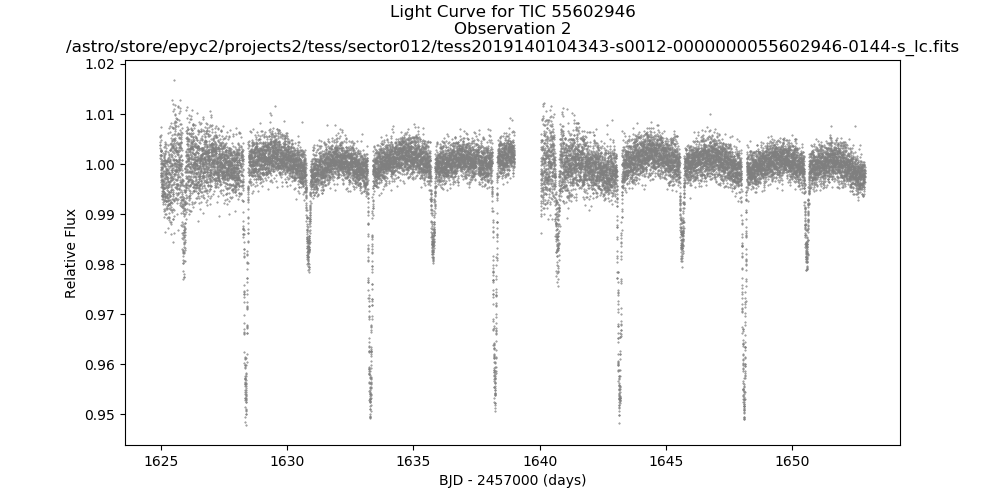 Light Curve for TIC 55602946
Observation 2
/astro/store/epyc2/projects2/tess/sector012/tess2019140104343-s0012-0000000055602946-0144-s_lc.fits
1.02
1.01
1.00
0.99
0.98
0.97
0.96
0.95
Relative Flux
1625
1630
1635
1640
1645
1650
BJD - 2457000 (days)